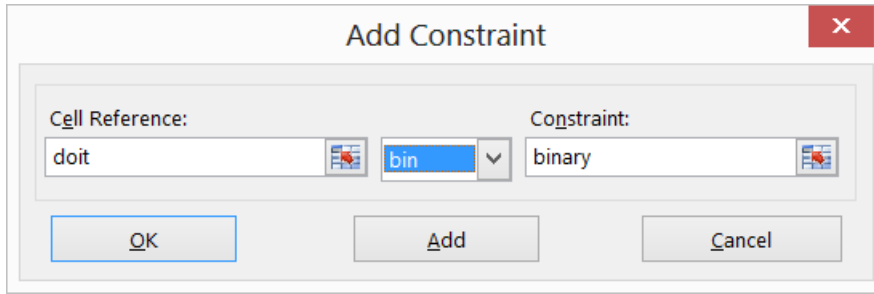 Add Constraint
x
Cell Reference:
Constraint:
doit
bin
binary
OK
Add
Cancel